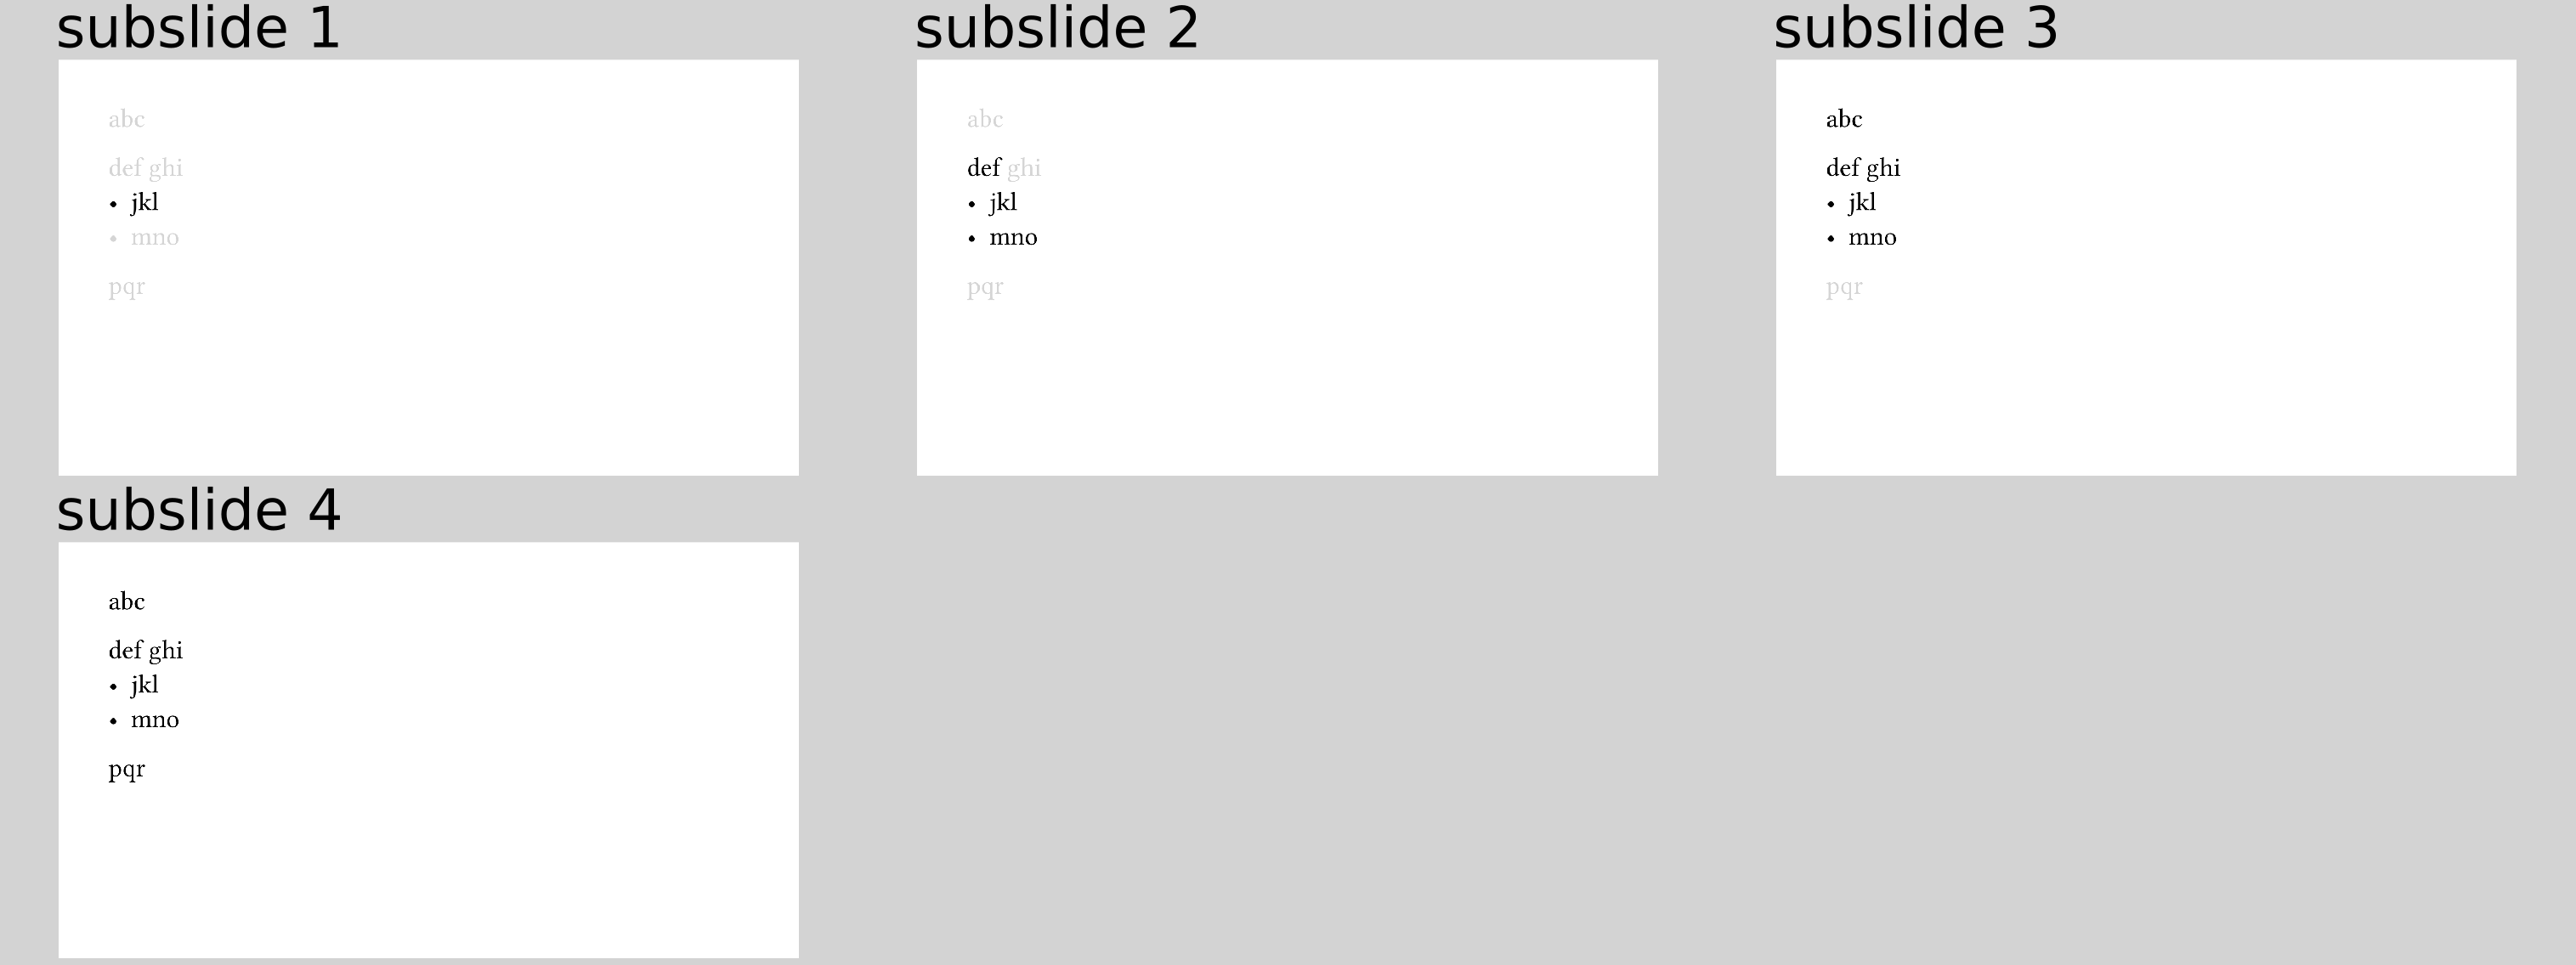 subslide 1
abc
def ghi
• jkl
• mno
pqr
subslide 2
abc
def ghi
• jkl
• mno
pqr
subslide 3
abc
def ghi
• jkl
• mno
pqr
subslide 4
abc
def ghi
• jkl
• mno
pqr